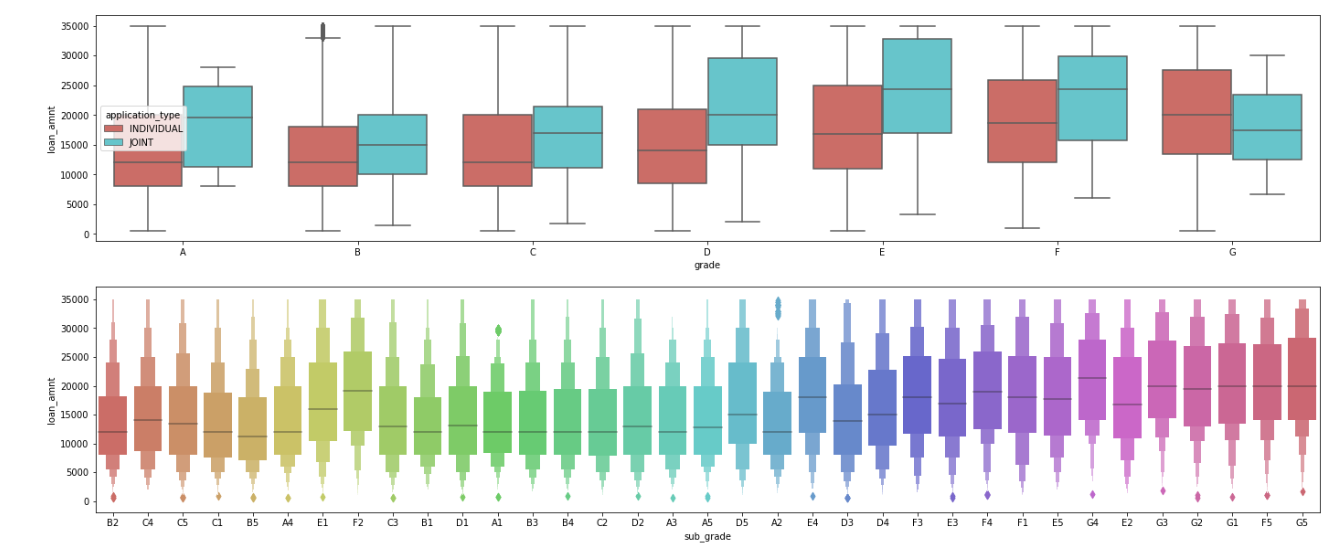 35000
30000
25000
20000
15000
10000
5000
0
loan_amnt
application_type
INDIVIDUAL
JOINT
A B C D E F G
grade
35000
30000
25000
20000
15000
10000
5000
0
loan_amnt
B2 C4 C5 C1 B5 A4 E1 F2 C3 B1 D1 A1 B3 B4 C2 D2 A3 A5 D5 A2 E4 D3 D4 F3 E3 F4 F1 E5 G4 E2 G3 G2 G1 F5 G5
sub_grade